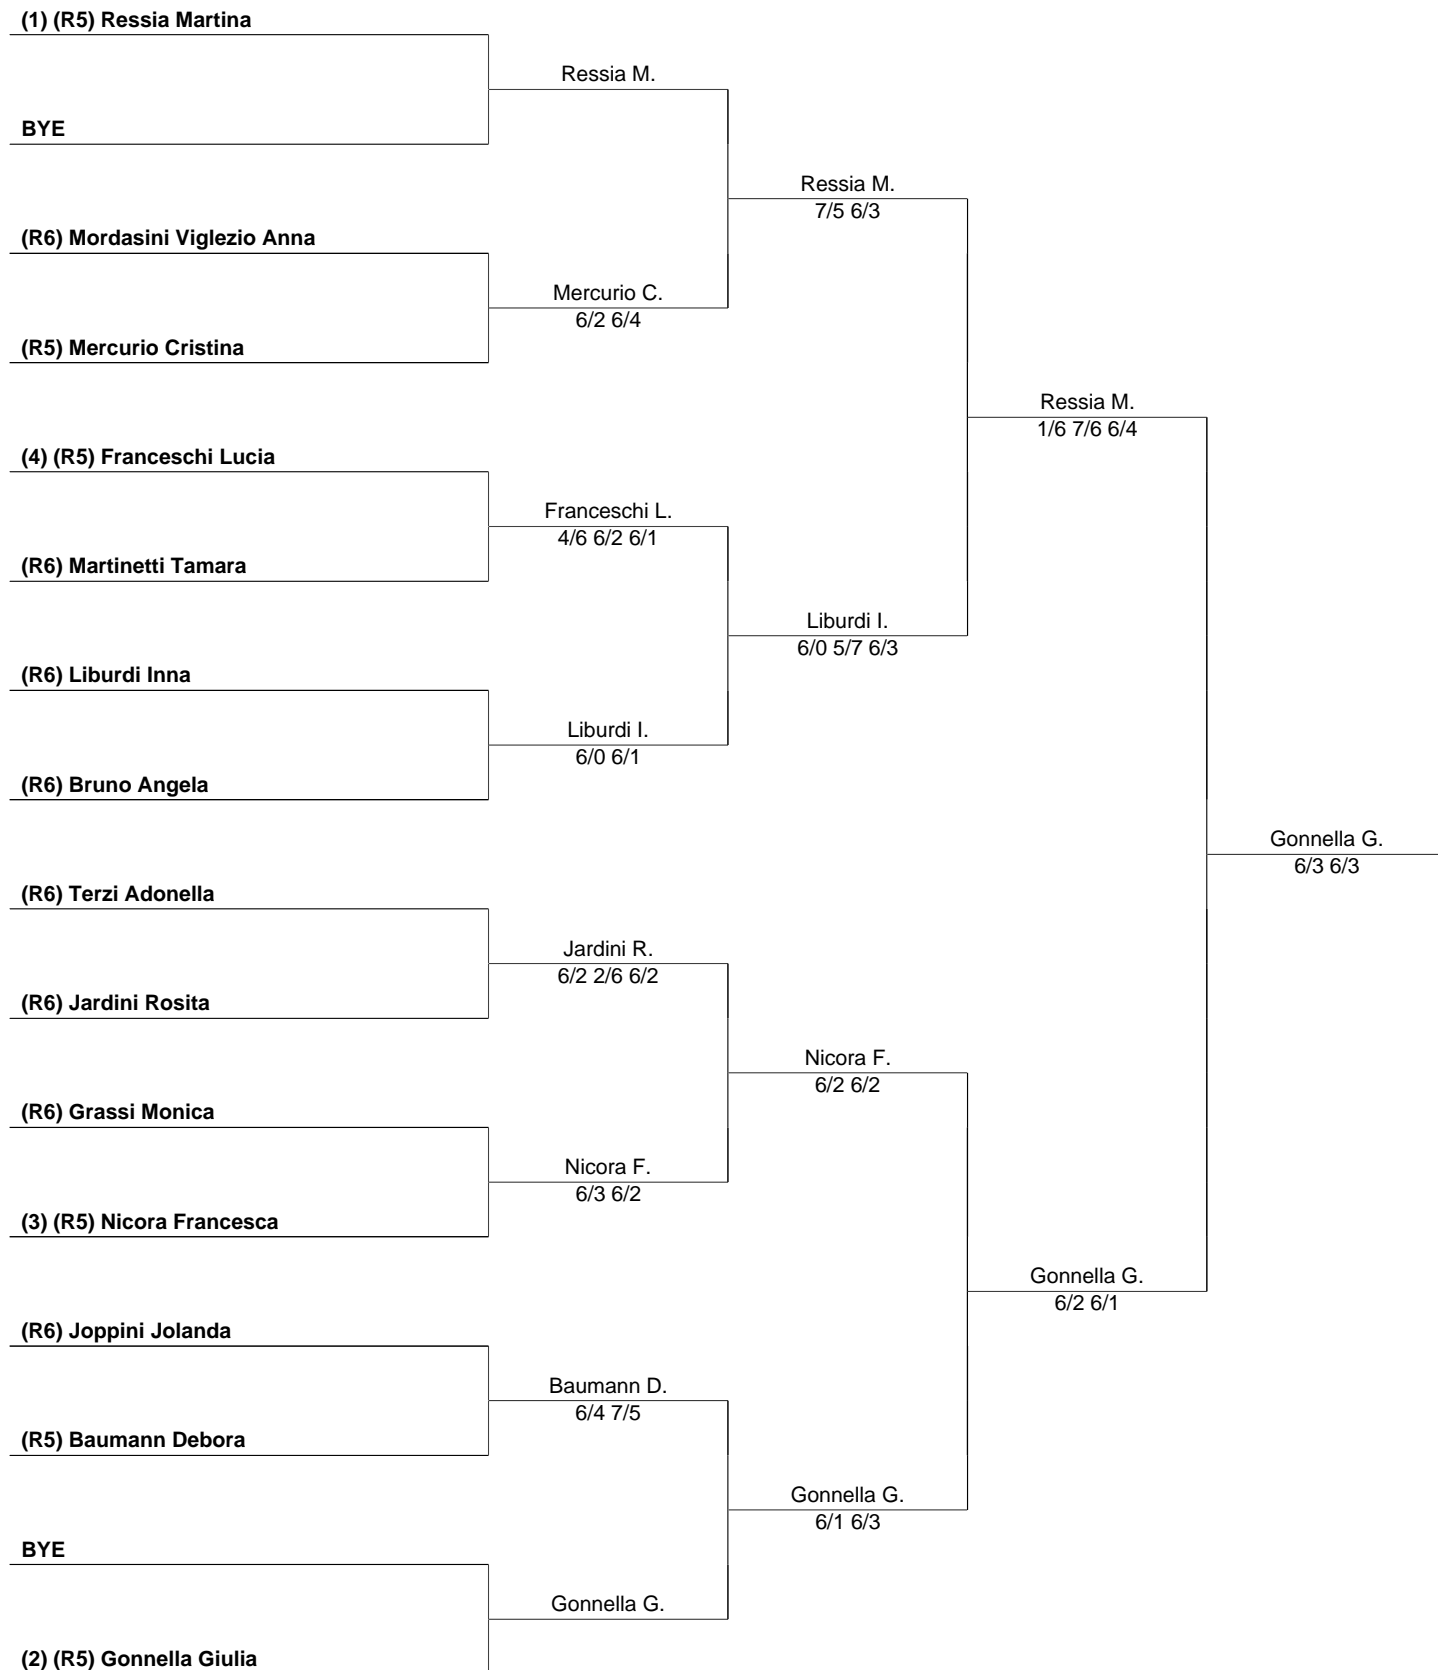 (1) (R5) Ressia Martina
Ressia M.
BYE
Ressia M.
7/5 6/3
(R6) Mordasini Viglezio Anna
Mercurio C.
6/2 6/4
(R5) Mercurio Cristina
Ressia M.
1/6 7/6 6/4
(4) (R5) Franceschi Lucia
Franceschi L.
4/6 6/2 6/1
(R6) Martinetti Tamara
Liburdi I.
6/0 5/7 6/3
(R6) Liburdi Inna
Liburdi I.
6/0 6/1
(R6) Bruno Angela
Gonnella G.
6/3 6/3
(R6) Terzi Adonella
Jardini R.
6/2 2/6 6/2
(R6) Jardini Rosita
Nicora F.
6/2 6/2
(R6) Grassi Monica
Nicora F.
6/3 6/2
(3) (R5) Nicora Francesca
Gonnella G.
6/2 6/1
(R6) Joppini Jolanda
Baumann D.
6/4 7/5
(R5) Baumann Debora
Gonnella G.
6/1 6/3
BYE
Gonnella G.
(2) (R5) Gonnella Giulia